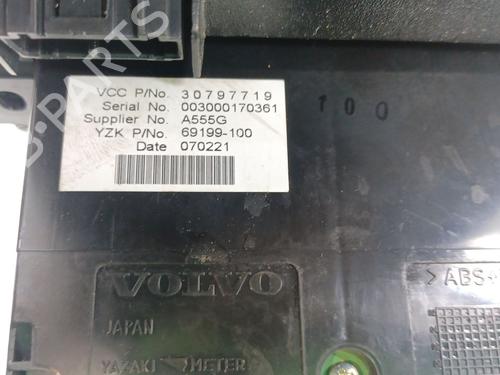 VCC P/No. 30797719
Serial No. 003000170361
Supplier No. A555G
YZK P/No. 69199-100
Date 070221
100
VOLVO
>ABS+
JAPAN
YAZAKI METER